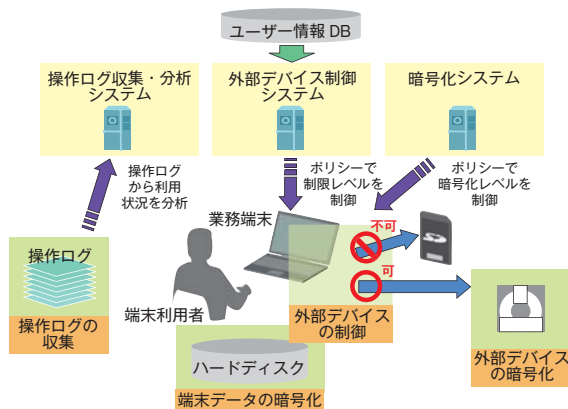 ユーザー情報 DB
操作ログ収集・分析
システム
外部デバイス制御
システム
暗号化システム
操作ログ
から利用
状況を分析
ポリシーで
制限レベルを
制御
ポリシーで
暗号化レベルを
制御
業務端末
不可
可
操作ログ
操作ログの
収集
端末利用者
外部デバイス
の制御
ハードディスク
端末データの暗号化
外部デバイス
の暗号化